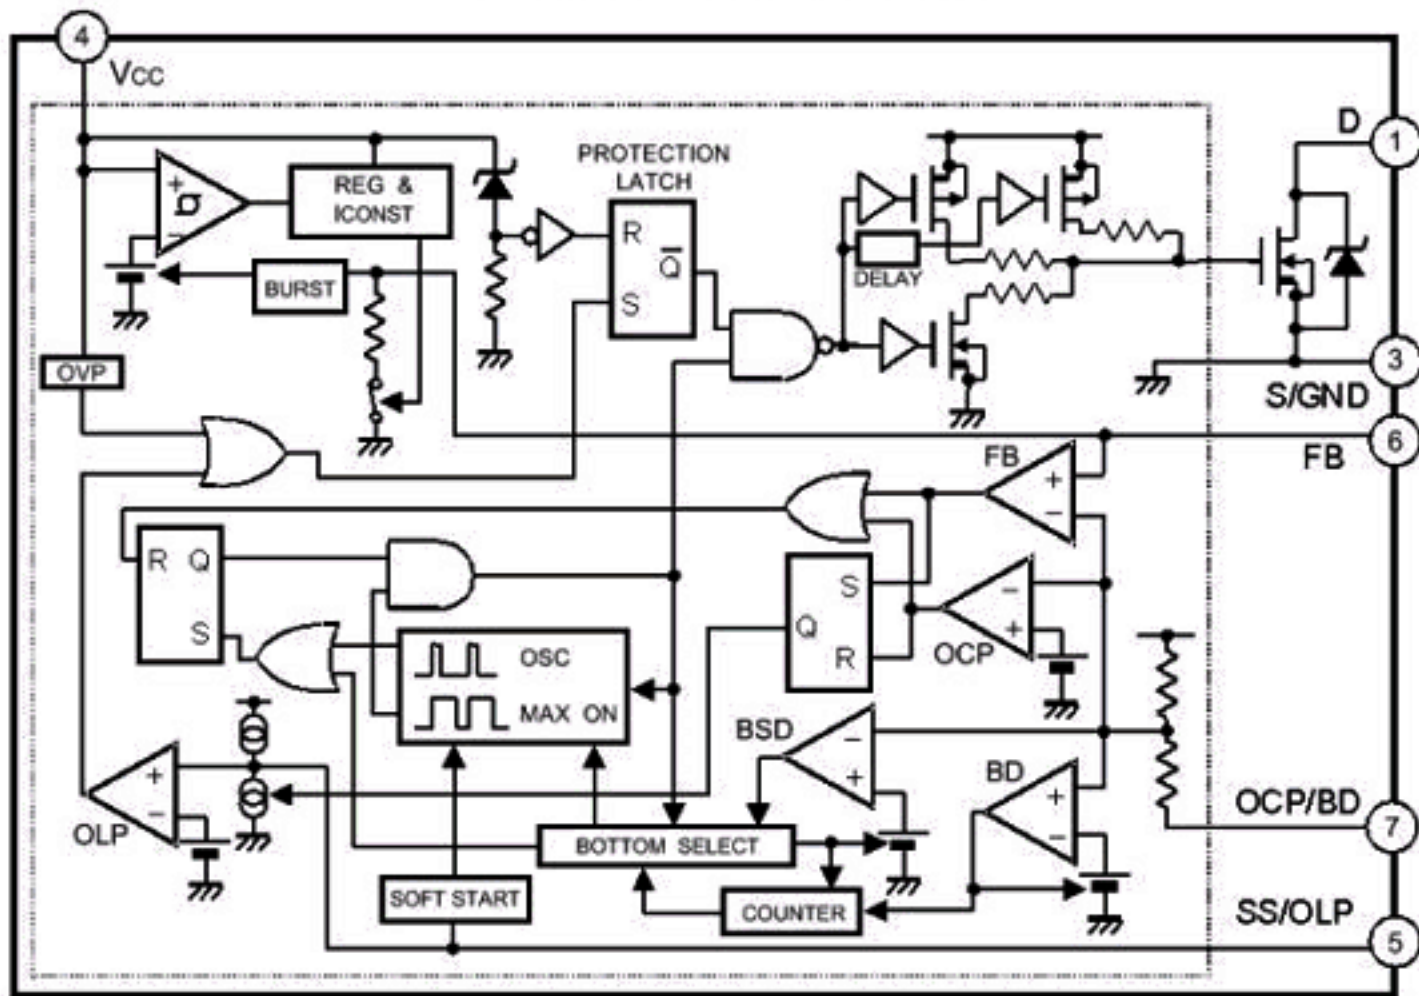 4
VCC
D
1
PROTECTION
LATCH
+
−
REG &
ICONST
R
Q
S
BURST
DELAY
OVP
3
S/GND
6
FB
FB
+
−
R Q
S
S
Q
R
−
+
OCP
OSC
MAX ON
BSD
−
+
BD
+
−
+
−
OLP
OCP/BD
7
BOTTOM SELECT
SOFT START
COUNTER
SS/OLP
5